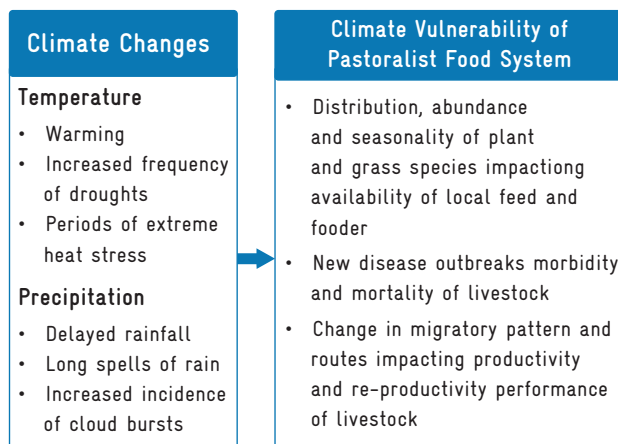 Climate Changes
Temperature
• Warming
• Increased frequency
of droughts
• Periods of extreme
heat stress
Precipitation
• Delayed rainfall
• Long spells of rain
• Increased incidence
of cloud bursts
Climate Vulnerability of
Pastoralist Food System
• Distribution, abundance
and seasonality of plant
and grass species impactiong
availability of local feed and
fooder
• New disease outbreaks morbidity
and mortality of livestock
• Change in migratory pattern and
routes impacting productivity
and re-productivity performance
of livestock